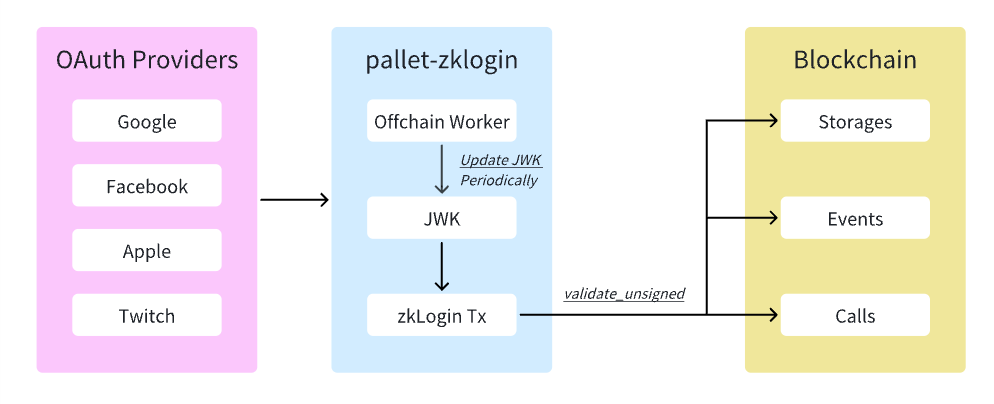 OAuth Providers
Google
Facebook
Apple
Twitch
pallet-zklogin
Offchain Worker
Update JWK
Periodically
JWK
zkLogin Tx
validate_unsigned
Blockchain
Storages
Events
Calls